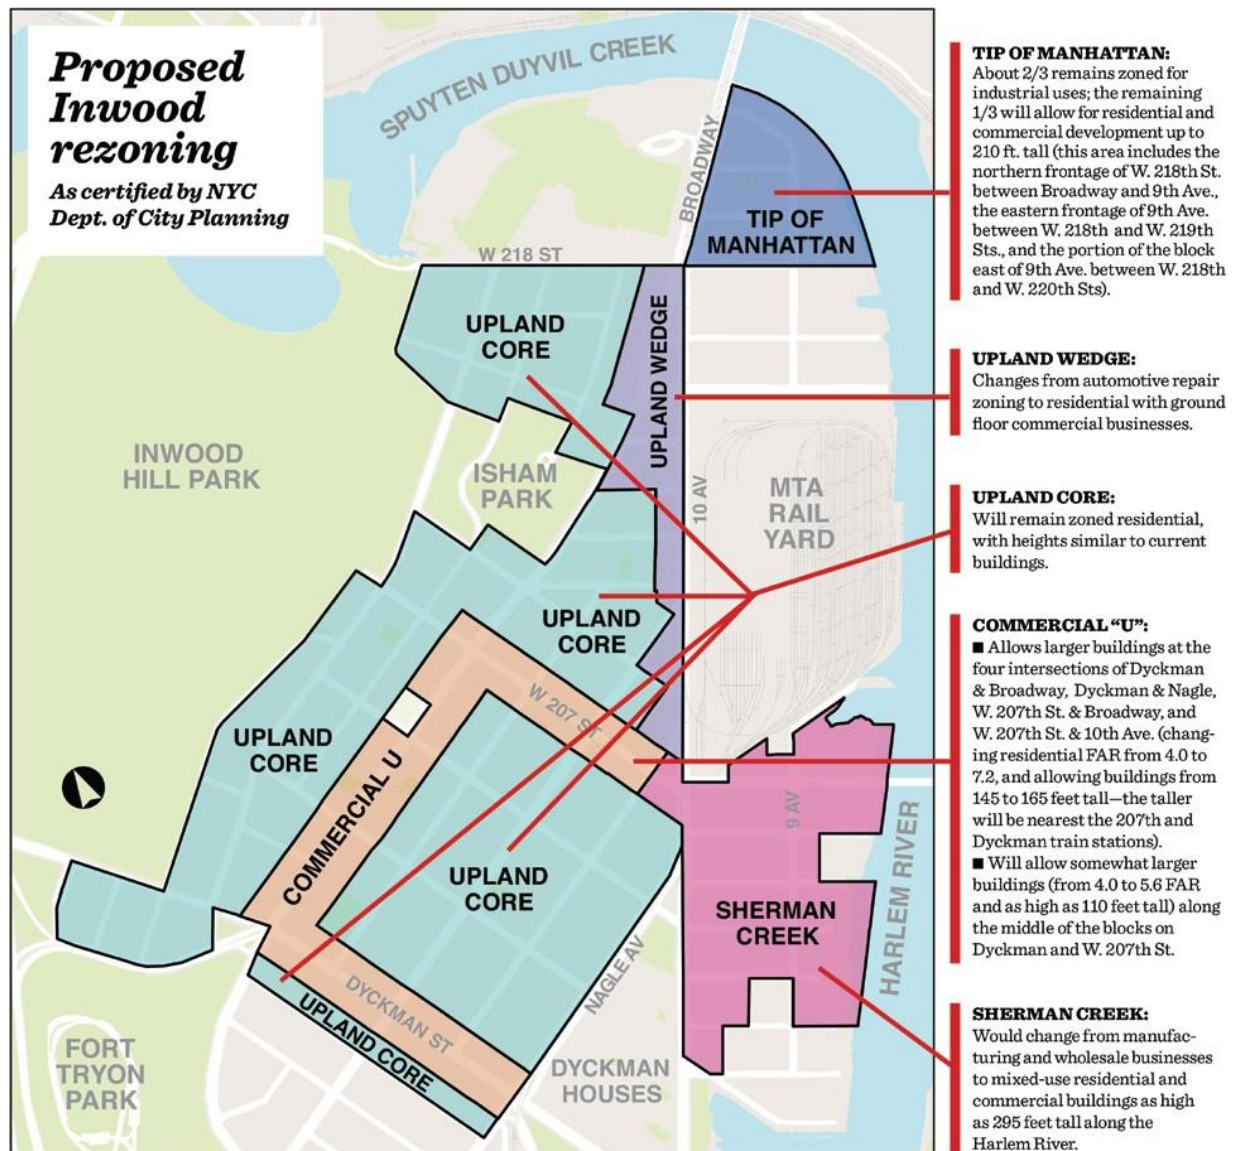 Proposed
Inwood
rezoning
As certified by NYC
Dept. of City Planning
SPUYTEN DUYVIL CREEK
BROADWAY
TIP OF
MANHATTAN
W 218 ST
UPLAND
CORE
UPLAND WEDGE
INWOOD
HILL PARK
ISHAM
PARK
10 AV
MTA
RAIL
YARD
UPLAND
CORE
W 207 ST
UPLAND
CORE
COMMERCIAL U
9 AV
UPLAND
CORE
SHERMAN
CREEK
HARLEM RIVER
NAGLE AV
DYCKMAN ST
UPLAND CORE
FORT
TRYON
PARK
DYCKMAN
HOUSES
TIP OF MANHATTAN:
About 2/3 remains zoned for
industrial uses; the remaining
1/3 will allow for residential and
commercial development up to
210 ft. tall (this area includes the
northern frontage of W. 218th St.
between Broadway and 9th Ave.,
the eastern frontage of 9th Ave.
between W. 218th and W. 219th
Sts., and the portion of the block
east of 9th Ave. between W. 218th
and W. 220th Sts).
UPLAND WEDGE:
Changes from automotive repair
zoning to residential with ground
floor commercial businesses.
UPLAND CORE:
Will remain zoned residential,
with heights similar to current
buildings.
COMMERCIAL “U”:
■ Allows larger buildings at the
four intersections of Dyckman
& Broadway, Dyckman & Nagle,
W. 207th St. & Broadway, and
W. 207th St. & 10th Ave. (chang-
ing residential FAR from 4.0 to
7.2, and allowing buildings from
145 to 165 feet tall—the taller
will be nearest the 207th and
Dyckman train stations).
■ Will allow somewhat larger
buildings (from 4.0 to 5.6 FAR
and as high as 110 feet tall) along
the middle of the blocks on
Dyckman and W. 207th St.
SHERMAN CREEK:
Would change from manufac-
turing and wholesale businesses
to mixed-use residential and
commercial buildings as high
as 295 feet tall along the
Harlem River.